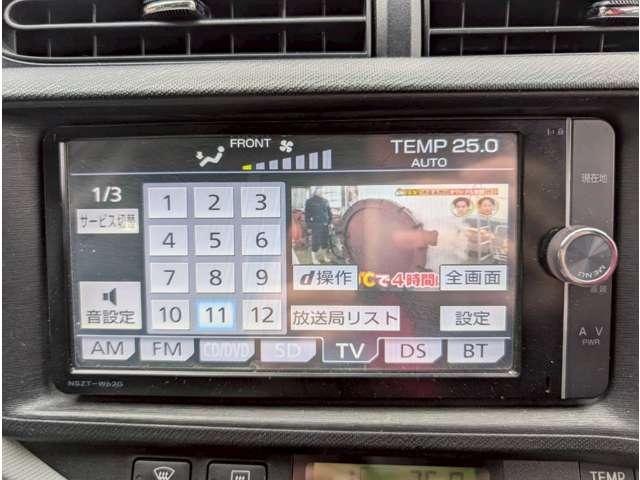 FRONT
TEMP 25.0
AUTO
1/3
サービス切替
1 2 3
4 5 6
7 8 9
10 11 12
d操作
℃で4時間
全画面
音設定
放送局リスト
設定
AM FM CD/DVD SD TV DS BT
NSZT-W62G
現在地
MENU
AV
PWR
TEMP